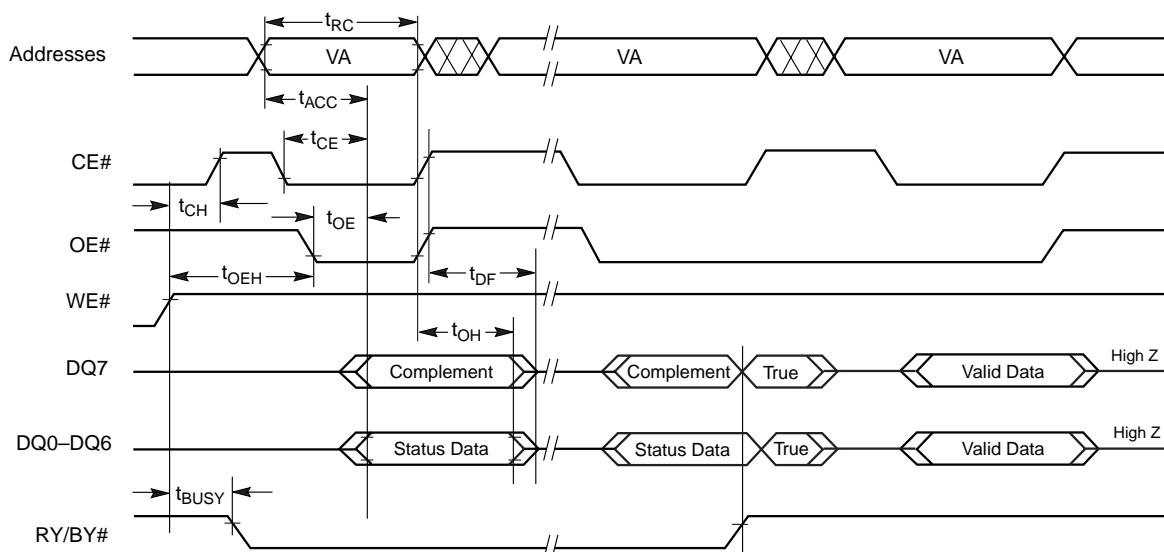 tRC
Addresses VA VA VA
tACC
tCE
CE#
tCH tOE
OE#
tOEH tDF
WE#
tOH
DQ7 Complement Complement True Valid Data High Z
DQ0–DQ6 Status Data Status Data True Valid Data High Z
tBUSY
RY/BY#